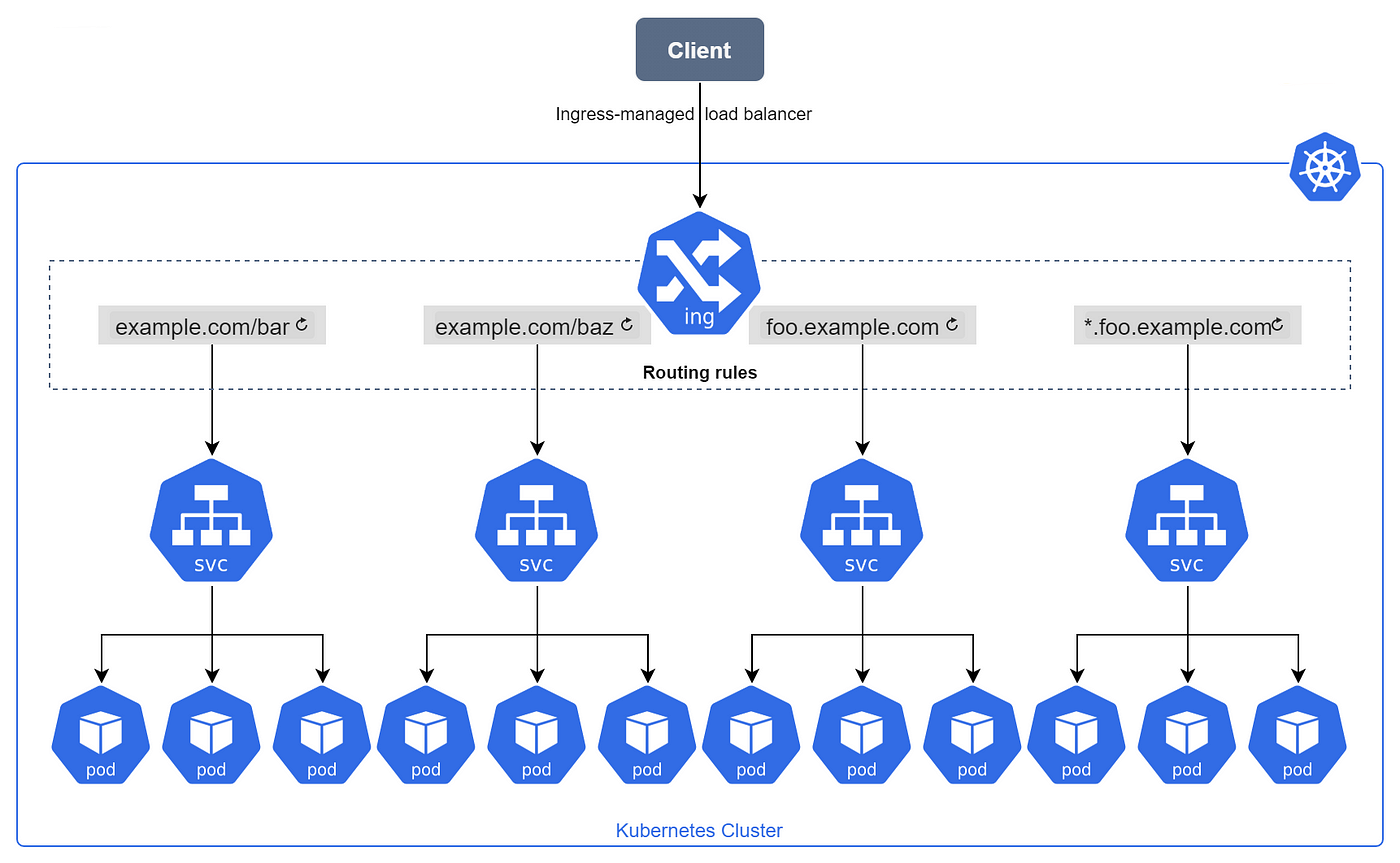 Client
Ingress-managed load balancer
ing
example.com/bar
example.com/baz
foo.example.com
*.foo.example.com
Routing rules
svc
svc
svc
svc
pod
pod
pod
pod
pod
pod
pod
pod
pod
pod
pod
pod
Kubernetes Cluster